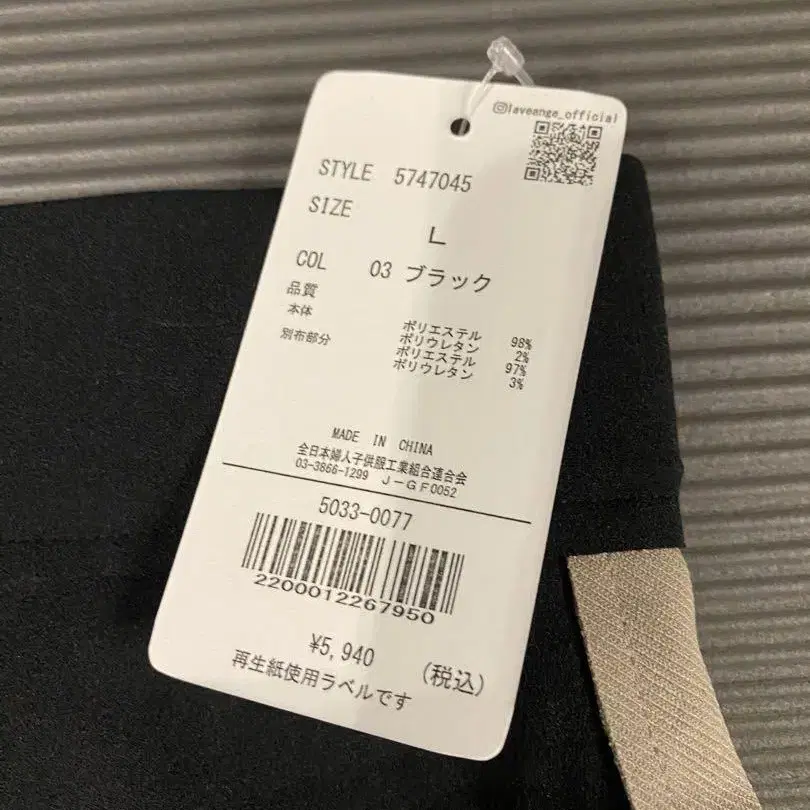 laveange_official
STYLE 5747045
SIZE
L
COL 03 ブラック
品質
本体 ポリエステル 98%
ポリウレタン 2%
別布部分 ポリエステル 97%
ポリウレタン 3%
MADE IN CHINA
全日本婦人子供服工業組合連合会
03-3866-1299 J-GF0052
5033-0077
2200012267950
¥5,940 (税込)
再生紙使用ラベルです